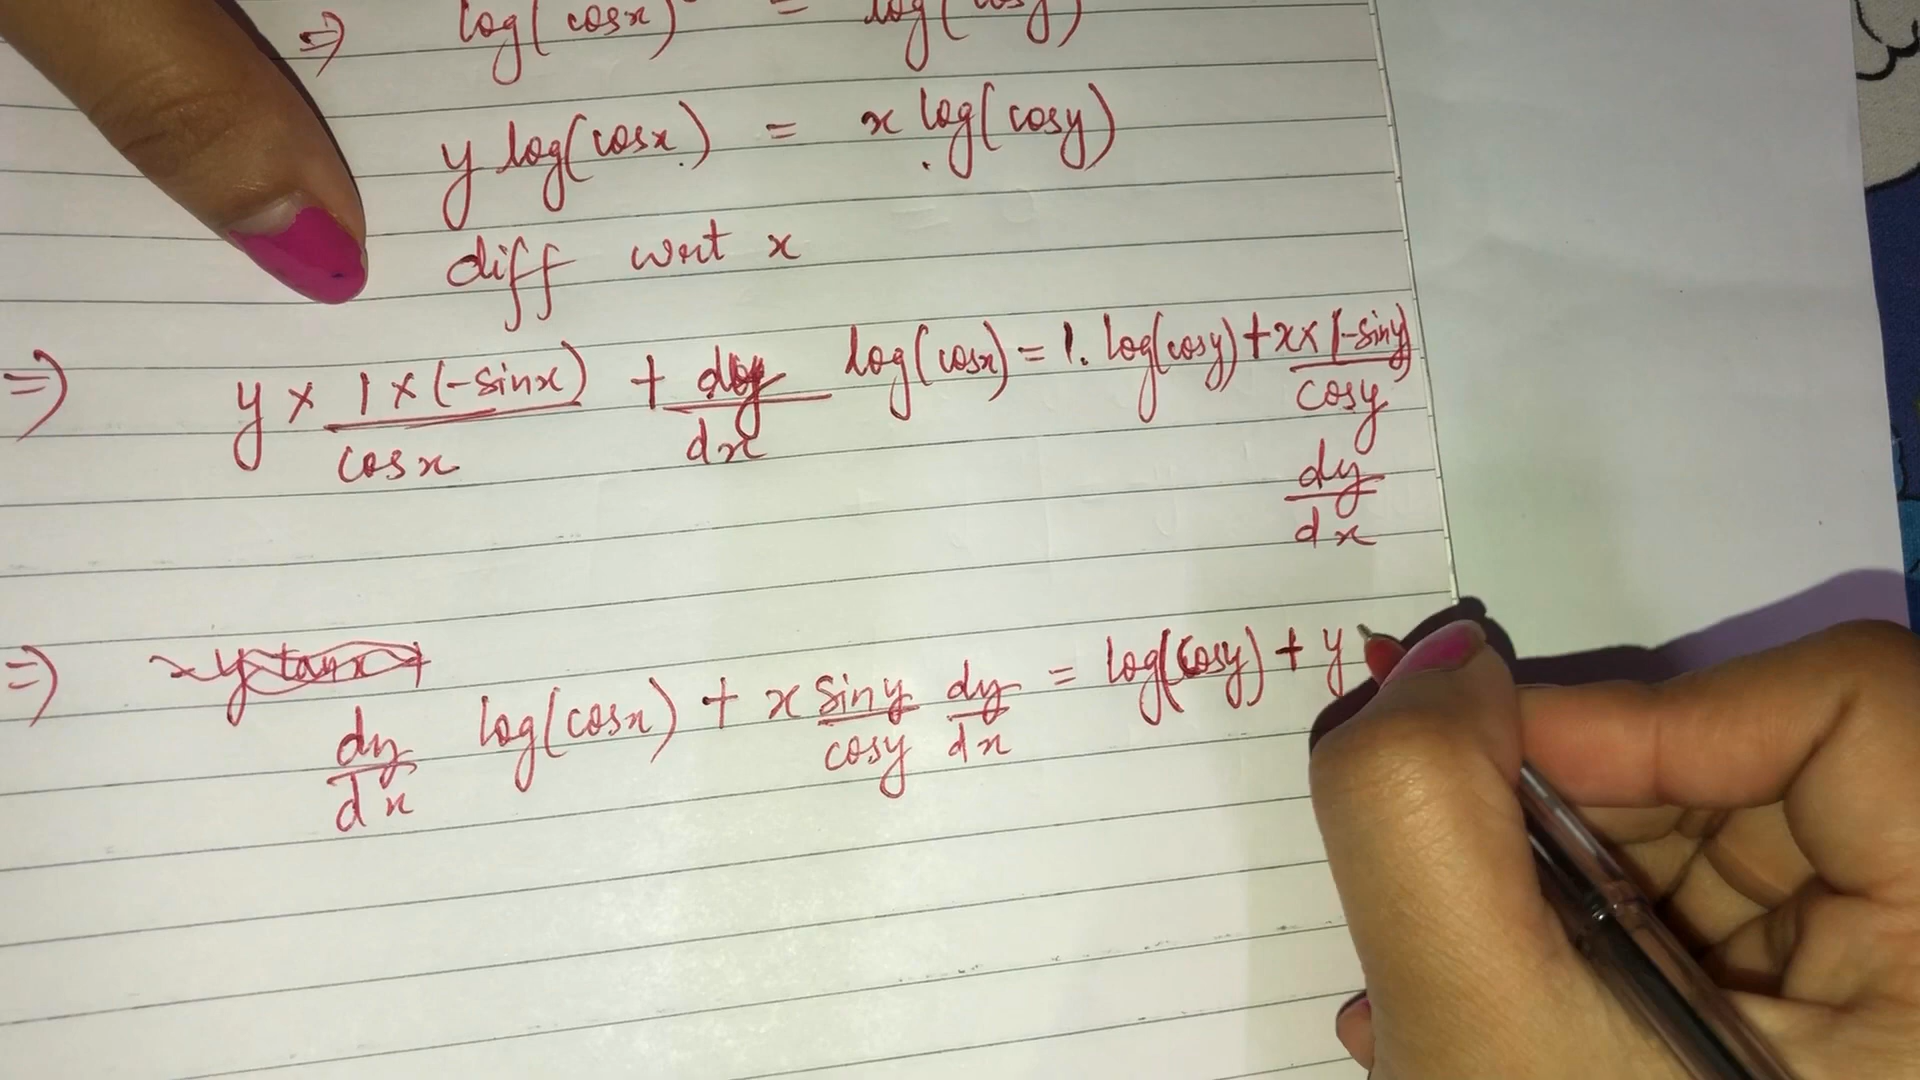 => log(cosx) = log(cosy)
y log(cosx) = x log(cosy)
diff wrt x
=> y × 1 × (-sinx)/cosx + dy/dx log(cosx) = 1. log(cosy) + x × (-siny)/cosy dy/dx
=> dy/dx log(cosx) + x siny/cosy dy/dx = log(cosy) + y